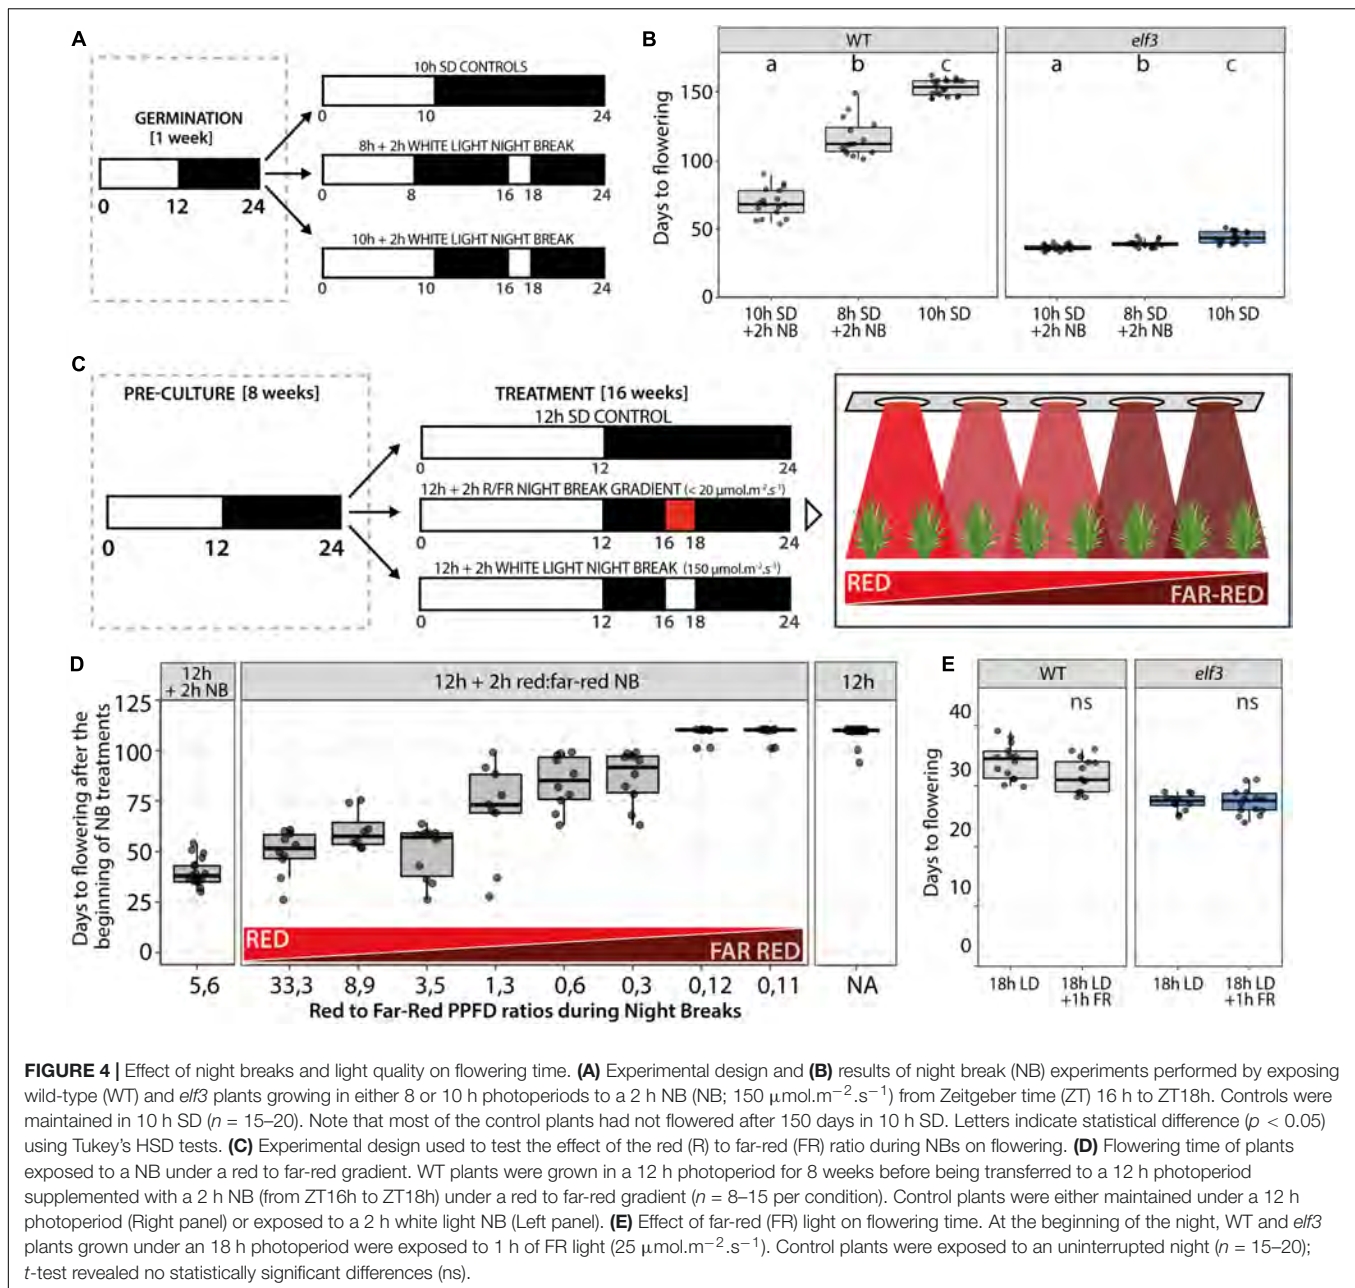 A
GERMINATION
[1 week]
0 12 24
10h SD CONTROLS
0 10 24
8h + 2h WHITE LIGHT NIGHT BREAK
0 8 16 18 24
10h + 2h WHITE LIGHT NIGHT BREAK
0 10 16 18 24
B
WT elf3
a b c a b c
Days to flowering
150
100
50
0
10h SD +2h NB
8h SD +2h NB
10h SD
10h SD +2h NB
8h SD +2h NB
10h SD
C
PRE-CULTURE [8 weeks]
0 12 24
TREATMENT [16 weeks]
12h SD CONTROL
0 12 24
12h + 2h R/FR NIGHT BREAK GRADIENT (< 20 μmol.m⁻².s⁻¹)
0 12 16 18 24
12h + 2h WHITE LIGHT NIGHT BREAK (150 μmol.m⁻².s⁻¹)
0 12 16 18 24
RED
FAR-RED
D
12h + 2h NB
12h + 2h red:far-red NB
12h
Days to flowering after the
beginning of NB treatments
125
100
75
50
25
0
RED
FAR RED
5,6 33,3 8,9 3,5 1,3 0,6 0,3 0,12 0,11 NA
Red to Far-Red PPFD ratios during Night Breaks
E
WT elf3
ns ns
Days to flowering
40
30
20
10
0
18h LD
18h LD +1h FR
18h LD
18h LD +1h FR
FIGURE 4 | Effect of night breaks and light quality on flowering time. (A) Experimental design and (B) results of night break (NB) experiments performed by exposing
wild-type (WT) and elf3 plants growing in either 8 or 10 h photoperiods to a 2 h NB (NB; 150 μmol.m−2.s−1) from Zeitgeber time (ZT) 16 h to ZT18h. Controls were
maintained in 10 h SD (n = 15–20). Note that most of the control plants had not flowered after 150 days in 10 h SD. Letters indicate statistical difference (p < 0.05)
using Tukey's HSD tests. (C) Experimental design used to test the effect of the red (R) to far-red (FR) ratio during NBs on flowering. (D) Flowering time of plants
exposed to a NB under a red to far-red gradient. WT plants were grown in a 12 h photoperiod for 8 weeks before being transferred to a 12 h photoperiod
supplemented with a 2 h NB (from ZT16h to ZT18h) under a red to far-red gradient (n = 8–15 per condition). Control plants were either maintained under a 12 h
photoperiod (Right panel) or exposed to a 2 h white light NB (Left panel). (E) Effect of far-red (FR) light on flowering time. At the beginning of the night, WT and elf3
plants grown under an 18 h photoperiod were exposed to 1 h of FR light (25 μmol.m−2.s−1). Control plants were exposed to an uninterrupted night (n = 15–20);
t-test revealed no statistically significant differences (ns).